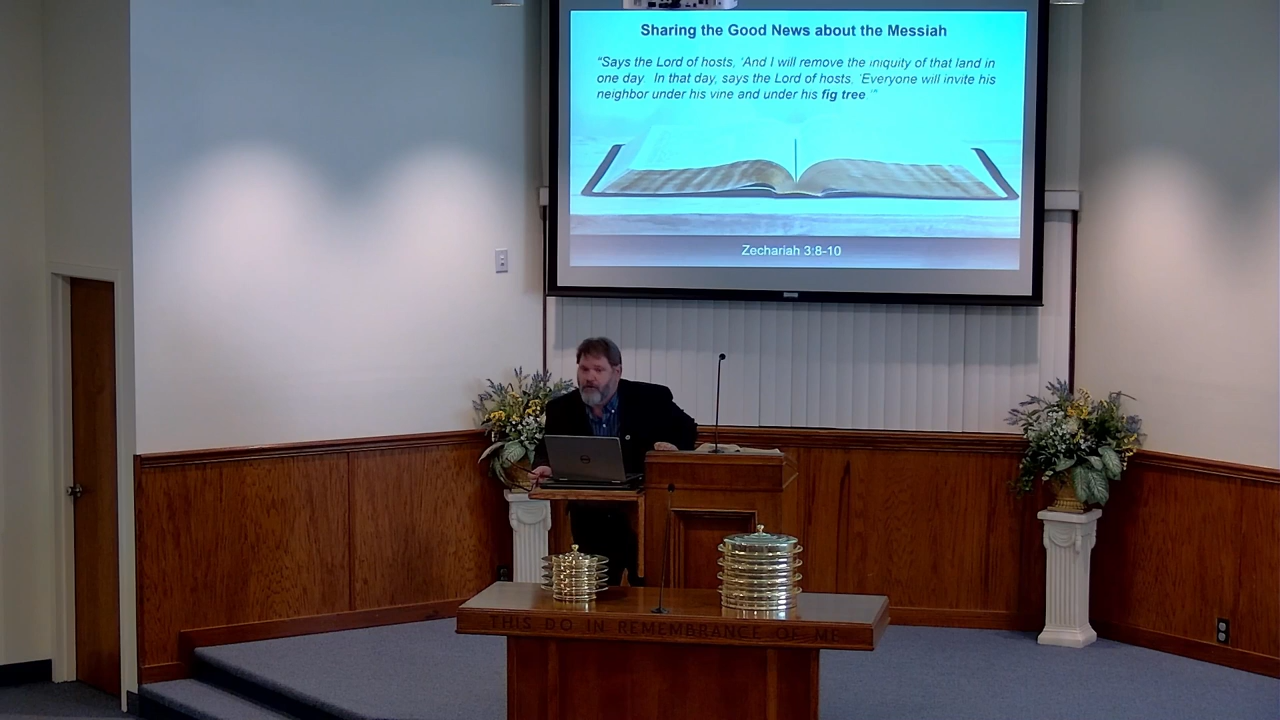 Sharing the Good News about the Messiah
"Says the Lord of hosts, 'And I will remove the iniquity of that land in
one day. In that day, says the Lord of hosts, 'Everyone will invite his
neighbor under his vine and under his fig tree.'"
Zechariah 3:8-10
THIS DO IN REMEMBRANCE OF ME